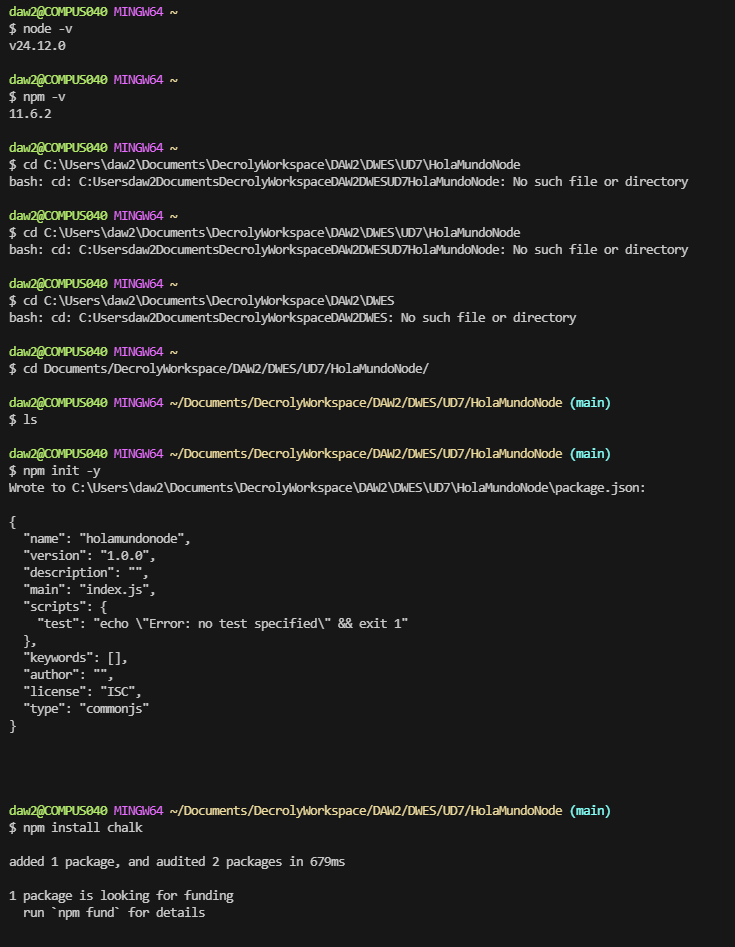 daw2@COMPUS040 MINGW64 ~
$ node -v
v24.12.0

daw2@COMPUS040 MINGW64 ~
$ npm -v
11.6.2

daw2@COMPUS040 MINGW64 ~
$ cd C:\Users\daw2\Documents\DecrolyWorkspace\DAW2\DWES\UD7\HolaMundoNode
bash: cd: C:Usersdaw2DocumentsDecrolyWorkspaceDAW2DWESUD7HolaMundoNode: No such file or directory

daw2@COMPUS040 MINGW64 ~
$ cd C:\Users\daw2\Documents\DecrolyWorkspace\DAW2\DWES\UD7\HolaMundoNode
bash: cd: C:Usersdaw2DocumentsDecrolyWorkspaceDAW2DWESUD7HolaMundoNode: No such file or directory

daw2@COMPUS040 MINGW64 ~
$ cd C:\Users\daw2\Documents\DecrolyWorkspace\DAW2\DWES
bash: cd: C:Usersdaw2DocumentsDecrolyWorkspaceDAW2DWES: No such file or directory

daw2@COMPUS040 MINGW64 ~
$ cd Documents/DecrolyWorkspace/DAW2/DWES/UD7/HolaMundoNode/

daw2@COMPUS040 MINGW64 ~/Documents/DecrolyWorkspace/DAW2/DWES/UD7/HolaMundoNode (main)
$ ls

daw2@COMPUS040 MINGW64 ~/Documents/DecrolyWorkspace/DAW2/DWES/UD7/HolaMundoNode (main)
$ npm init -y
Wrote to C:\Users\daw2\Documents\DecrolyWorkspace\DAW2\DWES\UD7\HolaMundoNode\package.json:

{
  "name": "holamundonode",
  "version": "1.0.0",
  "description": "",
  "main": "index.js",
  "scripts": {
    "test": "echo \"Error: no test specified\" && exit 1"
  },
  "keywords": [],
  "author": "",
  "license": "ISC",
  "type": "commonjs"
}

daw2@COMPUS040 MINGW64 ~/Documents/DecrolyWorkspace/DAW2/DWES/UD7/HolaMundoNode (main)
$ npm install chalk

added 1 package, and audited 2 packages in 679ms

1 package is looking for funding
  run `npm fund` for details